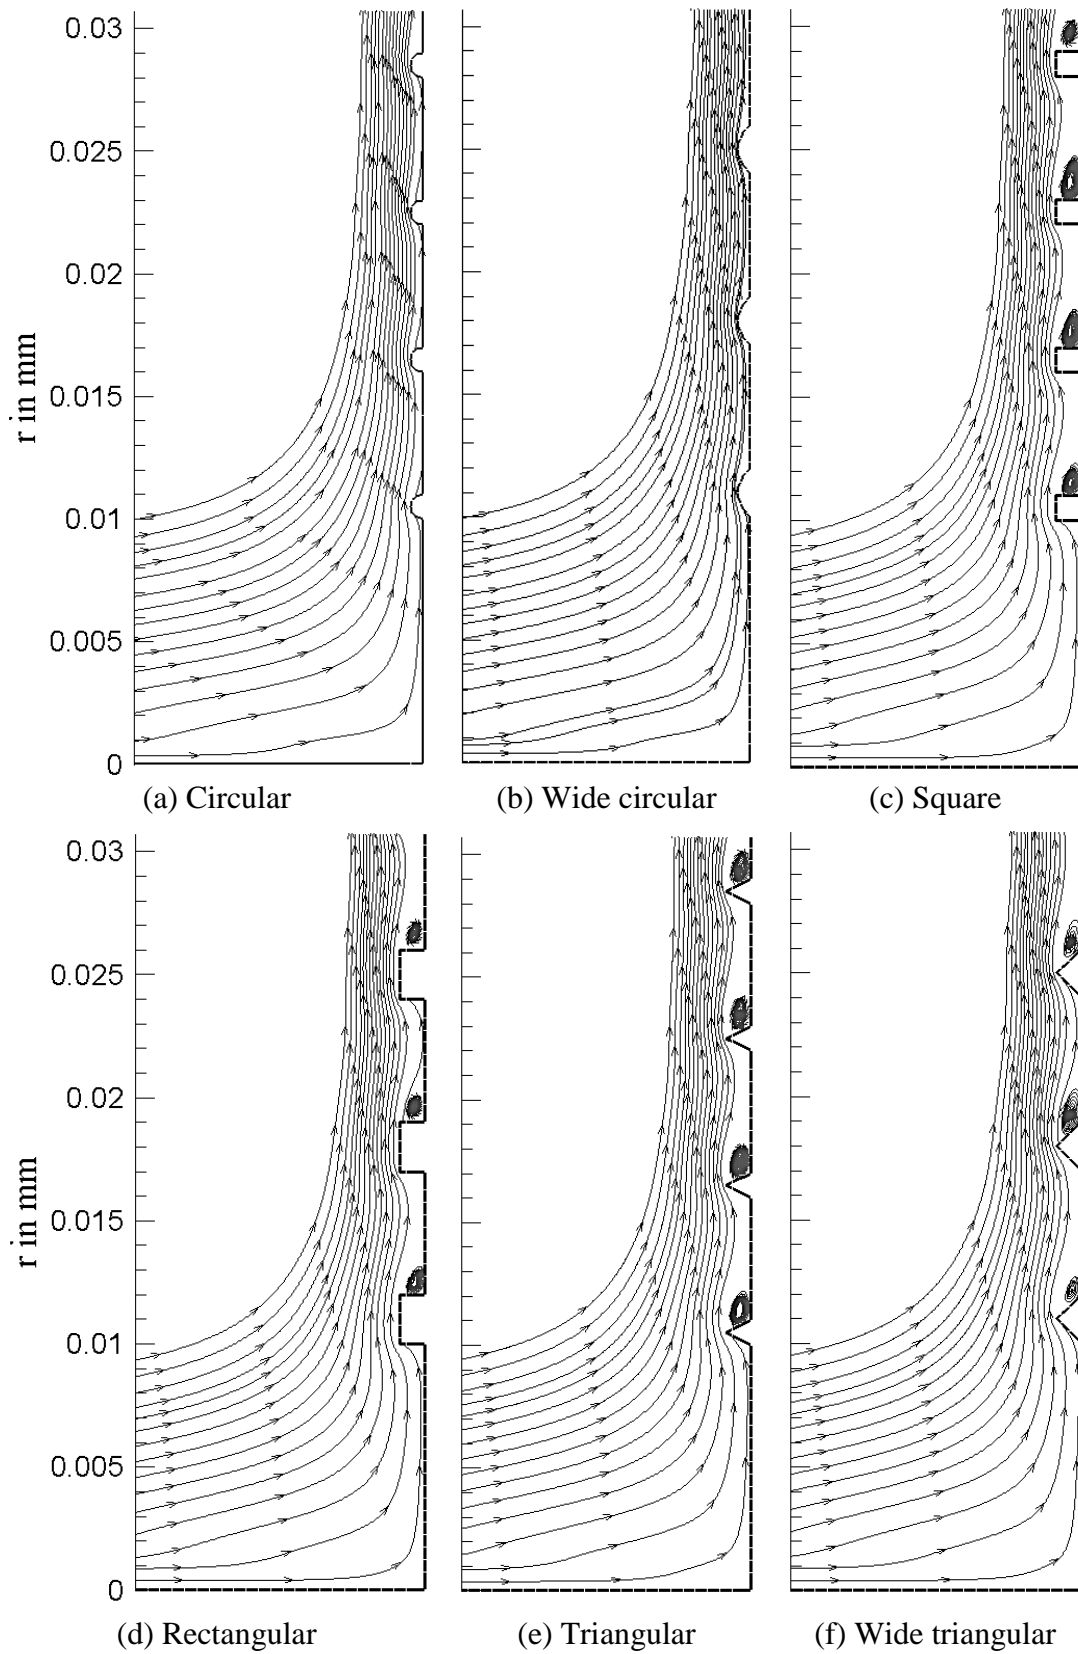 0.03
0.025
0.02
0.015
0.01
0.005
0
r in mm
(a) Circular
(b) Wide circular
(c) Square
0.03
0.025
0.02
0.015
0.01
0.005
0
r in mm
(d) Rectangular
(e) Triangular
(f) Wide triangular